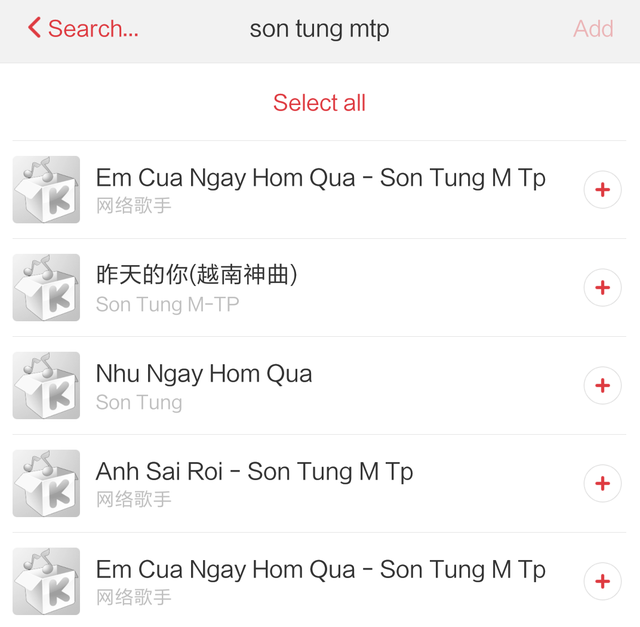 Search...
son tung mtp
Add
Select all
Em Cua Ngay Hom Qua - Son Tung M Tp
网络歌手
昨天的你(越南神曲)
Son Tung M-TP
Nhu Ngay Hom Qua
Son Tung
Anh Sai Roi - Son Tung M Tp
网络歌手
Em Cua Ngay Hom Qua - Son Tung M Tp
网络歌手
K
K
K
K
K